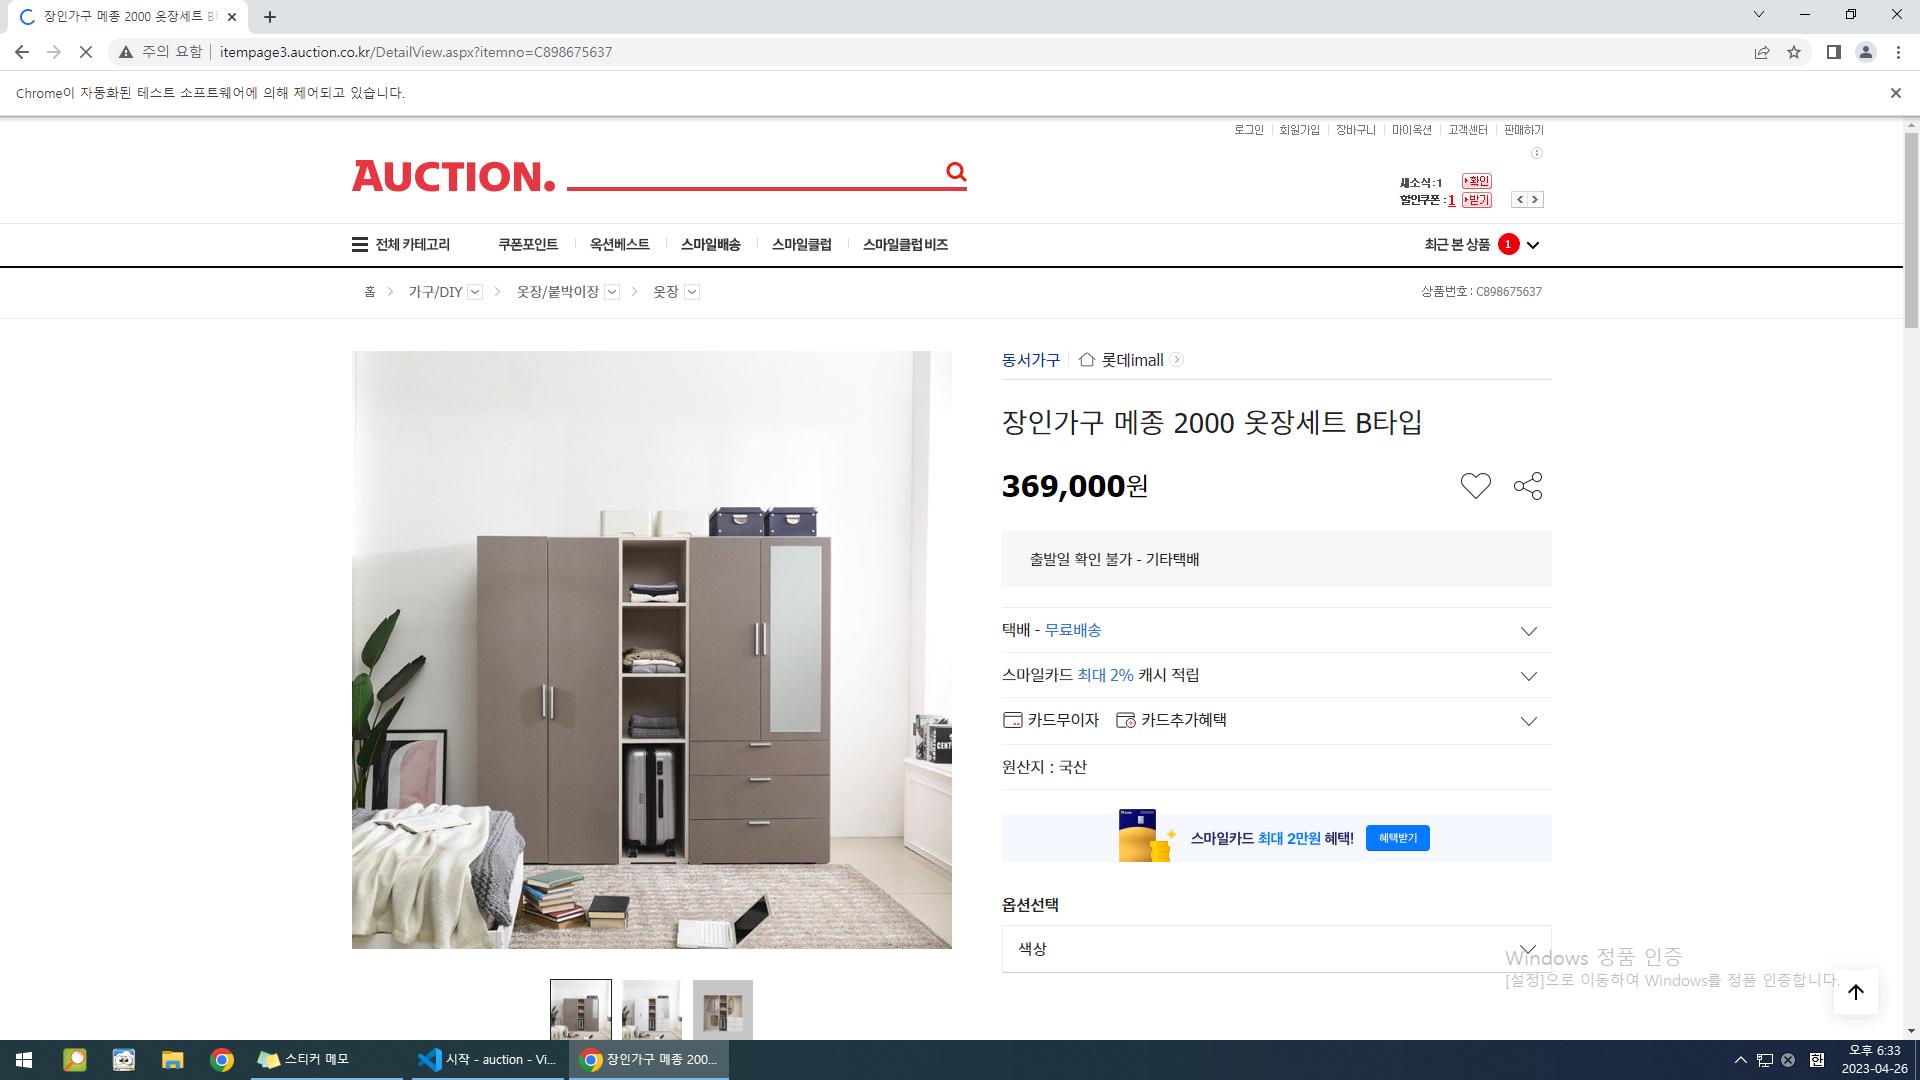 장인가구 메종 2000 옷장세트 B타
주의 요함
itempage3.auction.co.kr/DetailView.aspx?itemno=C898675637
Chrome이 자동화된 테스트 소프트웨어에 의해 제어되고 있습니다.
로그인 회원가입 장바구니 마이옥션 고객센터 판매하기
AUCTION.
새소식 : 1 확인
할인쿠폰 : 1 받기
전체 카테고리 쿠폰포인트 옥션베스트 스마일배송 스마일클럽 스마일클럽 비즈 최근 본 상품 1
홈 > 가구/DIY > 옷장/붙박이장 > 옷장 상품번호 : C898675637
동서가구 롯데imall
장인가구 메종 2000 옷장세트 B타입
369,000원
출발일 확인 불가 - 기타택배
택배 - 무료배송
스마일카드 최대 2% 캐시 적립
카드무이자 카드추가혜택
원산지 : 국산
스마일카드 최대 2만원 혜택! 혜택받기
옵션선택
색상
Windows 정품 인증
[설정]으로 이동하여 Windows를 정품 인증합니다.
스티커 메모
시작 - auction - Vi...
장인가구 메종 200...
한
오후 6:33
2023-04-26